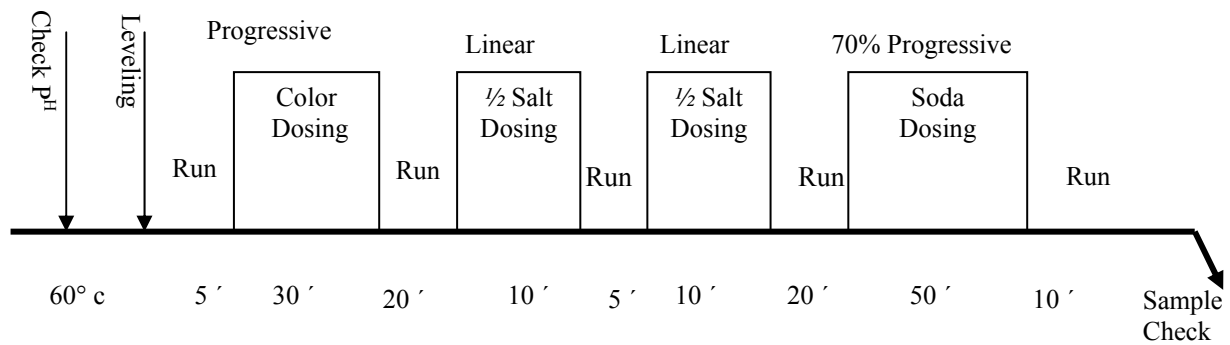 Check P^H
Leveling
Progressive
Linear
Linear
70% Progressive
Color
Dosing
½ Salt
Dosing
½ Salt
Dosing
Soda
Dosing
Run
Run
Run
Run
Run
60° c
5 ´
30 ´
20 ´
10 ´
5 ´
10 ´
20 ´
50 ´
10 ´
Sample
Check